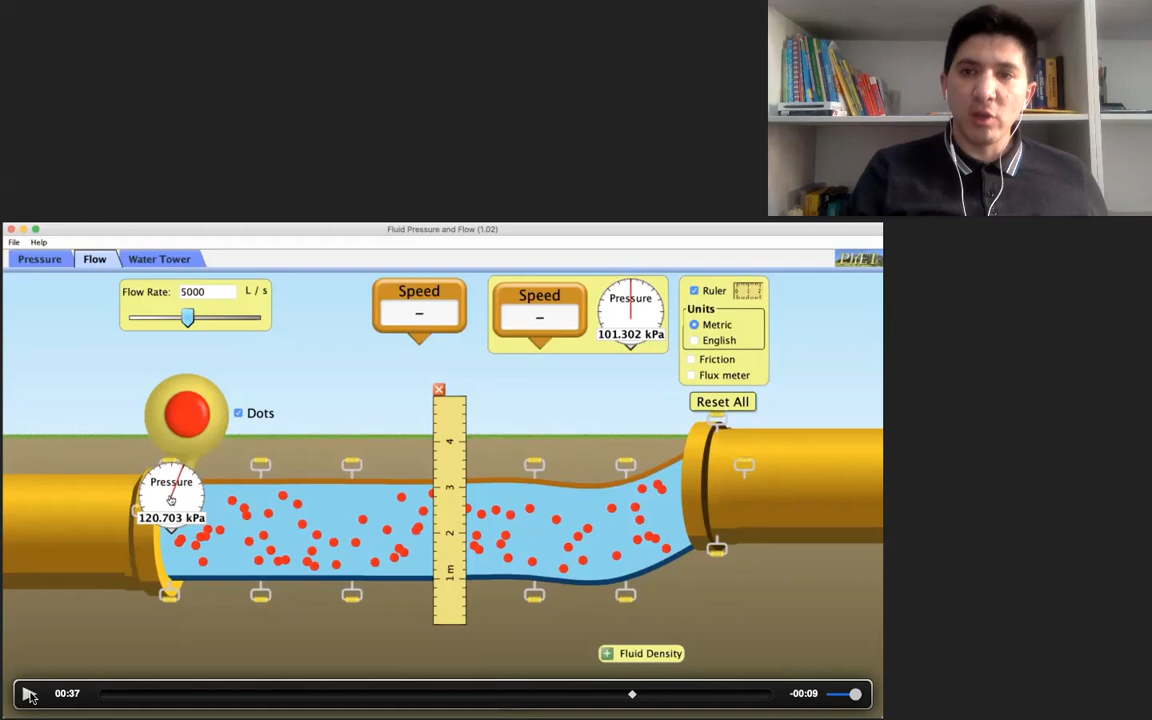 Fluid Pressure and Flow (1.02)
File Help
Pressure Flow Water Tower
PhET
Flow Rate: 5000 L / s
Speed
–
Speed
–
Pressure
101.302 kPa
Ruler
Units
Metric
English
Friction
Flux meter
Reset All
Dots
Pressure
120.703 kPa
4
3
2
1m
+ Fluid Density
00:37 -00:09